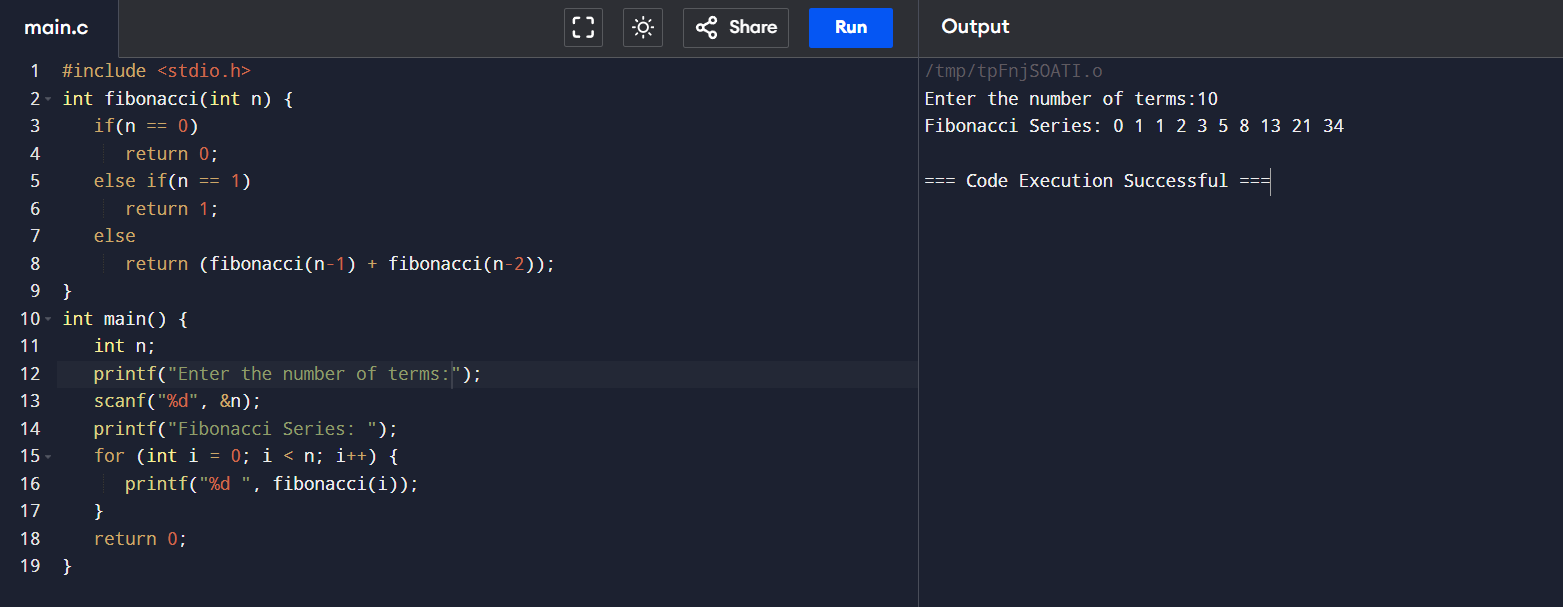 main.c
Share
Run
Output
1 #include <stdio.h>
2 int fibonacci(int n) {
3    if(n == 0)
4       return 0;
5    else if(n == 1)
6       return 1;
7    else
8       return (fibonacci(n-1) + fibonacci(n-2));
9 }
10 int main() {
11    int n;
12    printf("Enter the number of terms:");
13    scanf("%d", &n);
14    printf("Fibonacci Series: ");
15    for (int i = 0; i < n; i++) {
16       printf("%d ", fibonacci(i));
17    }
18    return 0;
19 }
/tmp/tpFnjSOATI.o
Enter the number of terms:10
Fibonacci Series: 0 1 1 2 3 5 8 13 21 34
=== Code Execution Successful ===